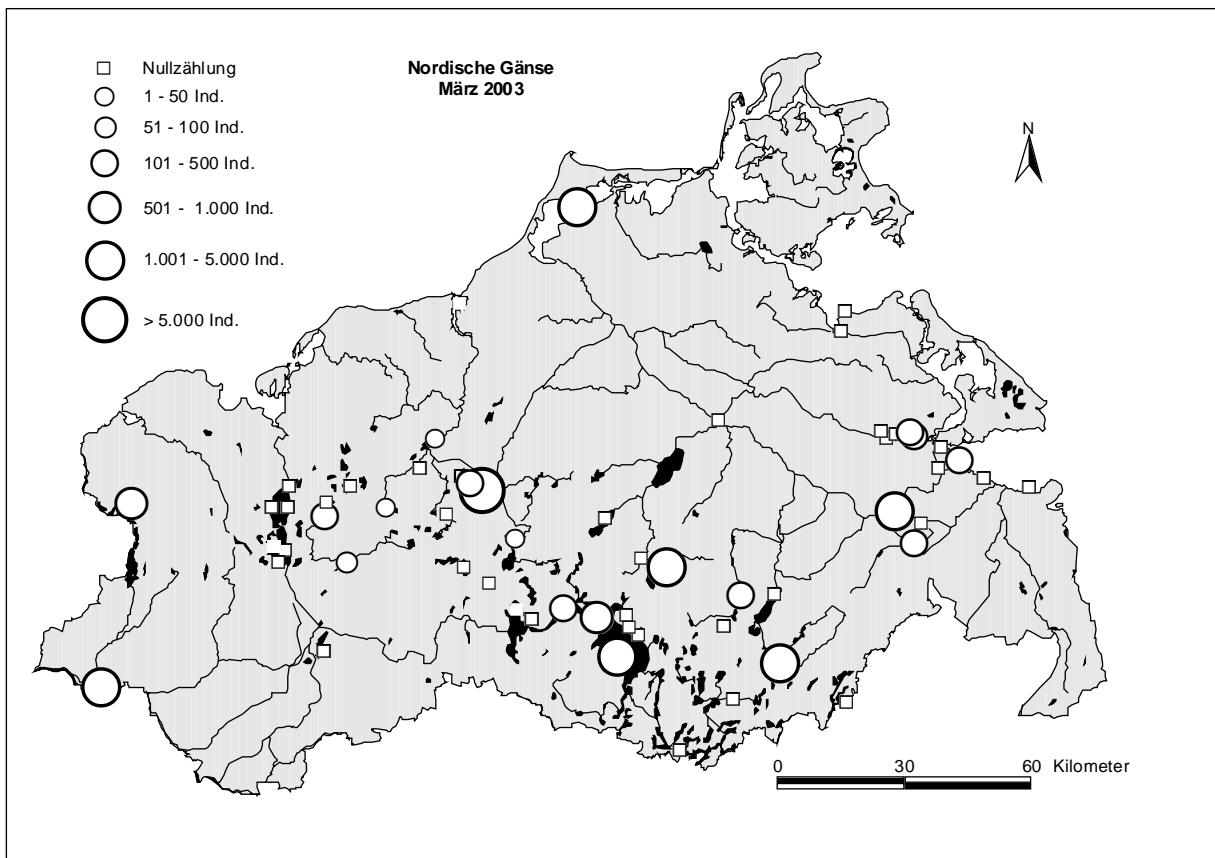 Nordische Gänse
März 2003
Nullzählung
1 - 50 Ind.
51 - 100 Ind.
101 - 500 Ind.
501 - 1.000 Ind.
1.001 - 5.000 Ind.
> 5.000 Ind.
N
0 30 60 Kilometer